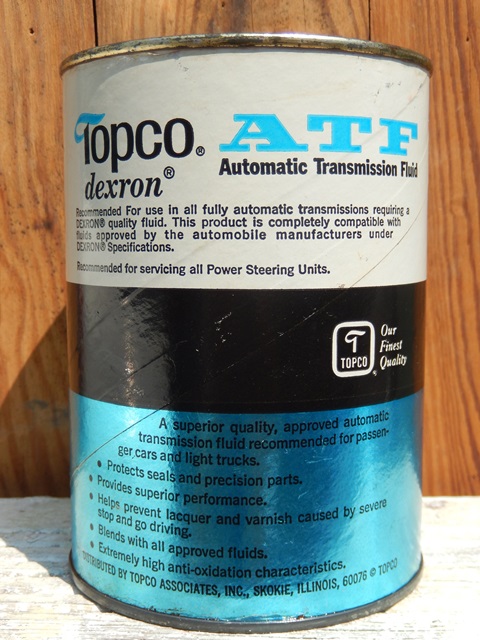 Topco® ATF
Automatic Transmission Fluid
dexron®
Recommended For use in all fully automatic transmissions requiring a
DEXRON® quality fluid. This product is completely compatible with
fluids approved by the automobile manufacturers under
DEXRON® Specifications.
Recommended for servicing all Power Steering Units.
T
TOPCO®
Our
Finest
Quality
A superior quality, approved automatic
transmission fluid recommended for passen-
ger cars and light trucks.
• Protects seals and precision parts.
• Provides superior performance.
• Helps prevent lacquer and varnish caused by severe
stop and go driving.
• Blends with all approved fluids.
• Extremely high anti-oxidation characteristics.
DISTRIBUTED BY TOPCO ASSOCIATES, INC., SKOKIE, ILLINOIS, 60076 © TOPCO